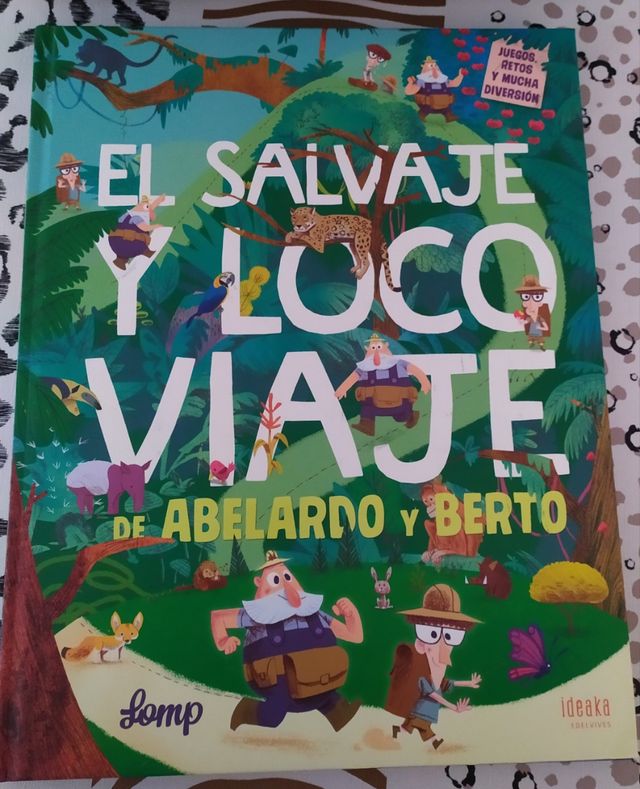 JUEGOS,
RETOS
Y MUCHA
DIVERSIÓN
EL SALVAJE
Y LOCO
VIAJE
DE ABELARDO Y BERTO
Lomp
ideaka
EDELVIVES